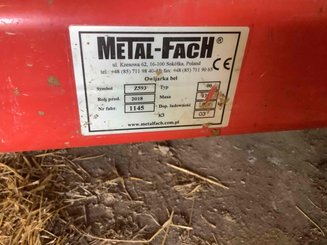 METAL-FACH ®
ul. Kresowa 62, 16-100 Sokółka, Poland
tel.: +48 (85) 711 98 40 fax +48 (85) 711 90 65
CE
Owijarka bel
Symbol Z593 Typ
Rok prod. 2018 Masa
Nr fabr. 1145 Dop. ładowność
KJ
www.metalfach.com.pl